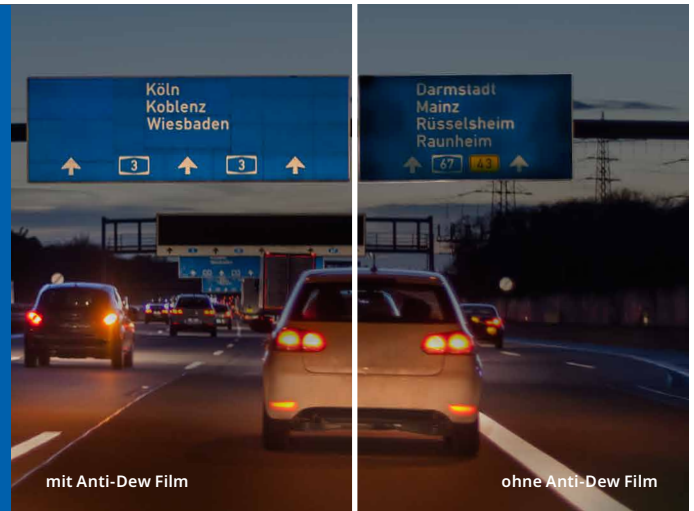 Köln
Koblenz
Wiesbaden
3
3
Darmstadt
Mainz
Rüsselsheim
Raunheim
67
43
mit Anti-Dew Film
ohne Anti-Dew Film